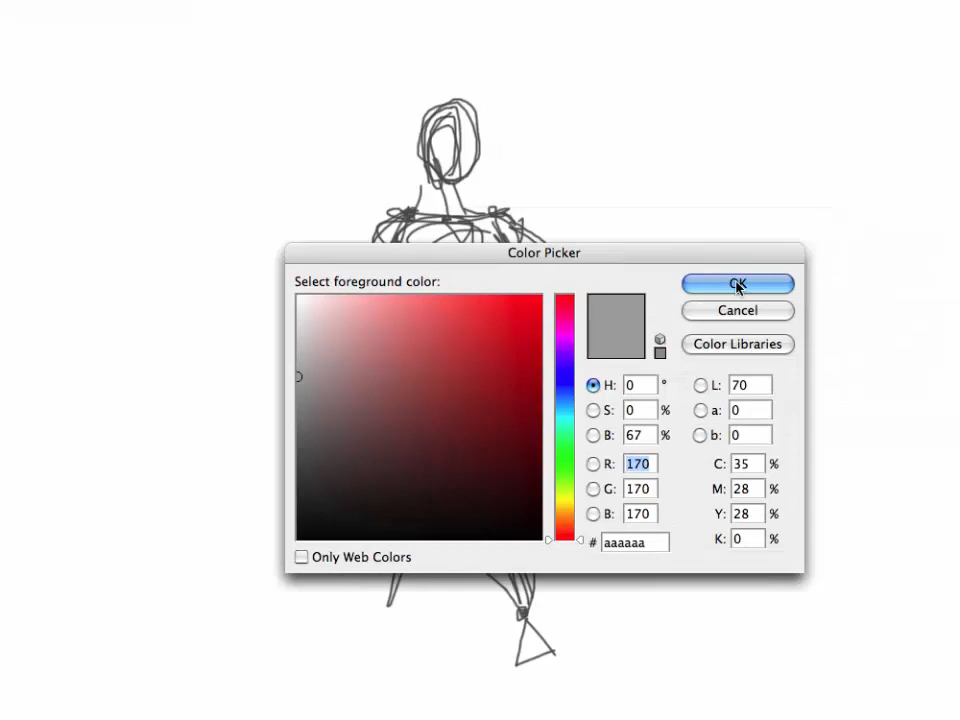 Color Picker
Select foreground color:
OK
Cancel
Color Libraries
H: 0 °
L: 70
S: 0 %
a: 0
B: 67 %
b: 0
R: 170
C: 35 %
G: 170
M: 28 %
B: 170
Y: 28 %
# aaaaaa
K: 0 %
Only Web Colors